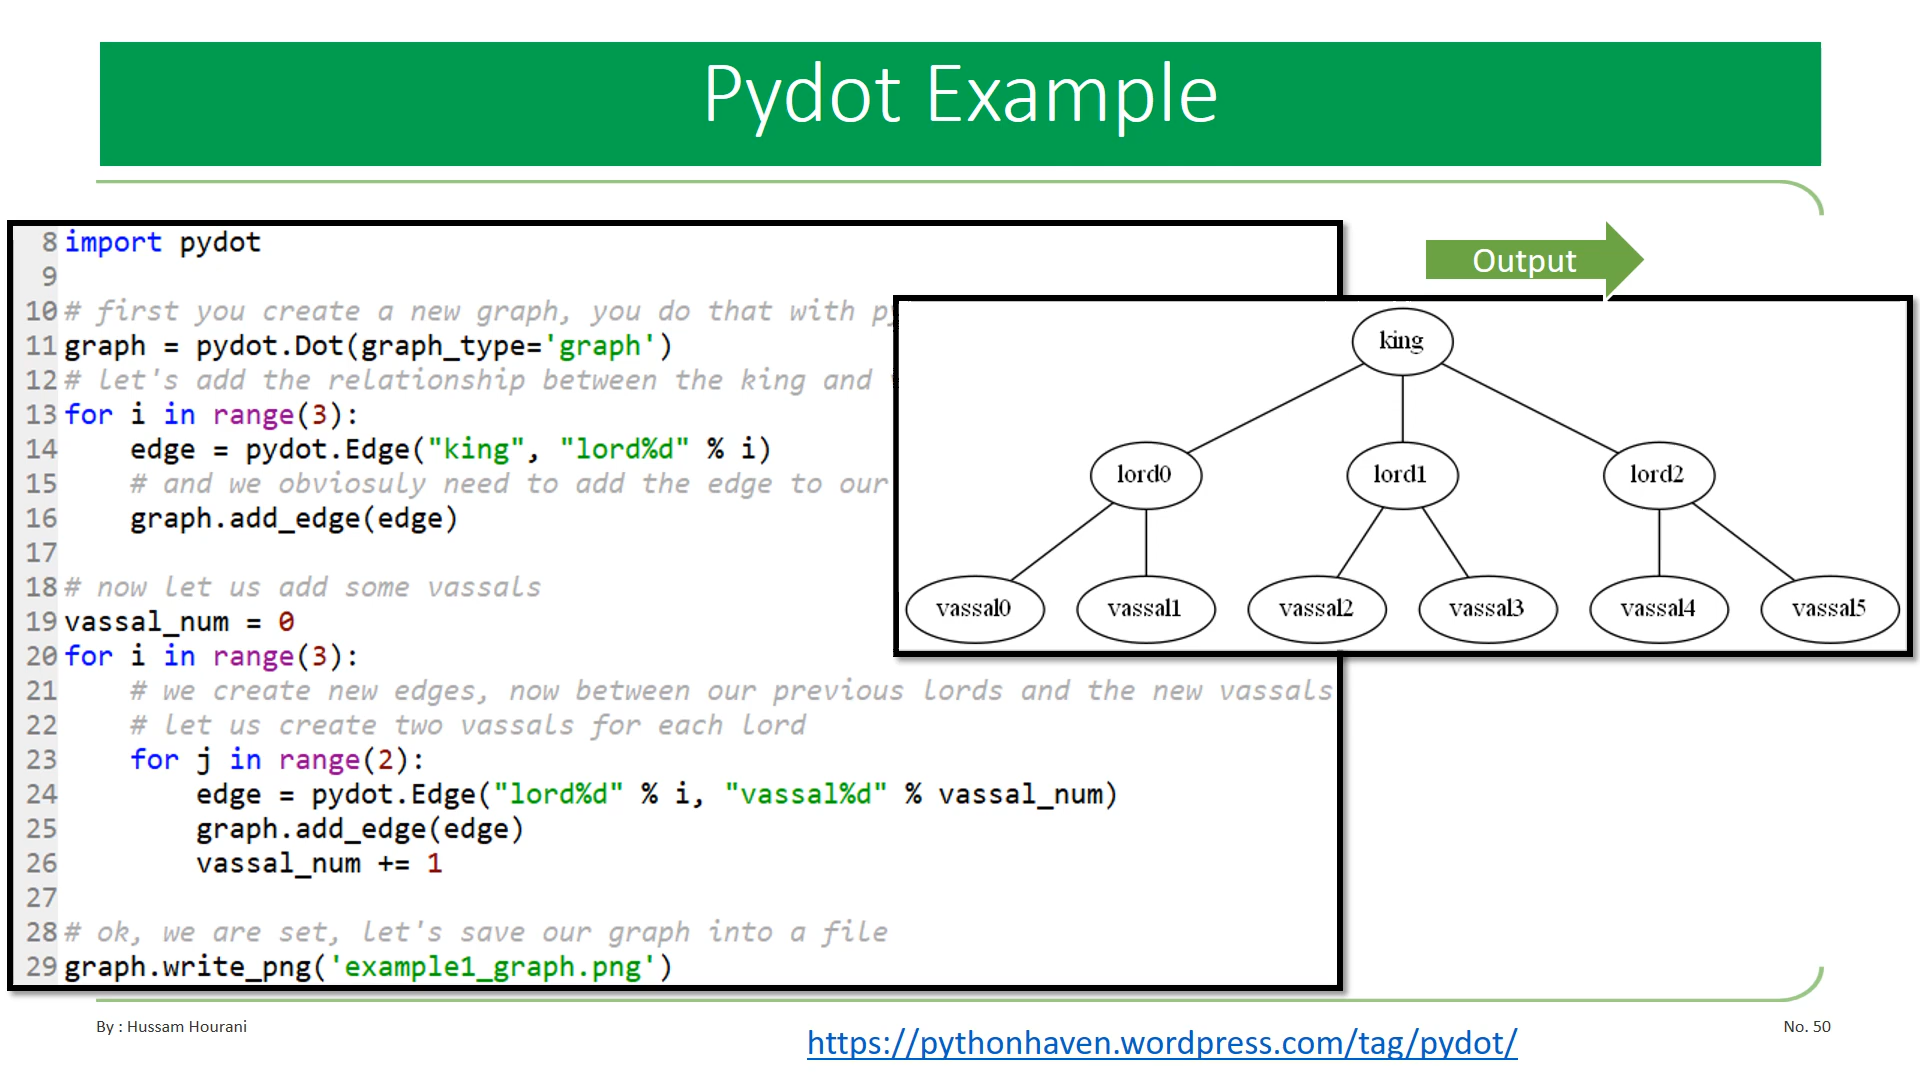 Pydot Example
8 import pydot
9
10 # first you create a new graph, you do that with
11 graph = pydot.Dot(graph_type='graph')
12 # let's add the relationship between the king and
13 for i in range(3):
14 edge = pydot.Edge("king", "lord%d" % i)
15 # and we obviosuly need to add the edge to our
16 graph.add_edge(edge)
17
18 # now let us add some vassals
19 vassal_num = 0
20 for i in range(3):
21 # we create new edges, now between our previous lords and the new vassals
22 # let us create two vassals for each lord
23 for j in range(2):
24 edge = pydot.Edge("lord%d" % i, "vassal%d" % vassal_num)
25 graph.add_edge(edge)
26 vassal_num += 1
27
28 # ok, we are set, let's save our graph into a file
29 graph.write_png('example1_graph.png')
Output
king
lord0 lord1 lord2
vassal0 vassal1 vassal2 vassal3 vassal4 vassal5
By : Hussam Hourani
https://pythonhaven.wordpress.com/tag/pydot/
No. 50